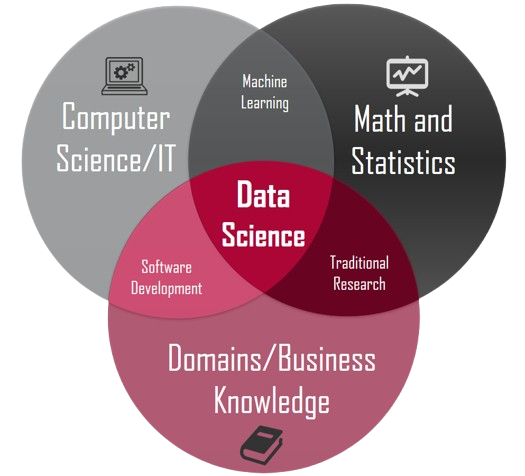 Machine
Learning
Computer
Science/IT
Math and
Statistics
Data
Science
Software
Development
Traditional
Research
Domains/Business
Knowledge